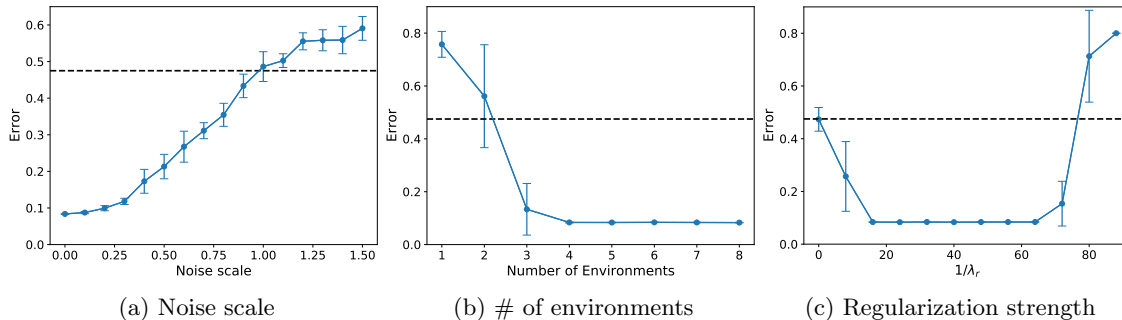 0.6
0.5
0.4
0.3
0.2
0.1
0.0
Error
0.00 0.25 0.50 0.75 1.00 1.25 1.50
Noise scale
(a) Noise scale
0.8
0.6
0.4
0.2
0.0
Error
1 2 3 4 5 6 7 8
Number of Environments
(b) # of environments
0.8
0.6
0.4
0.2
0.0
Error
0 20 40 60 80
1/λr
(c) Regularization strength